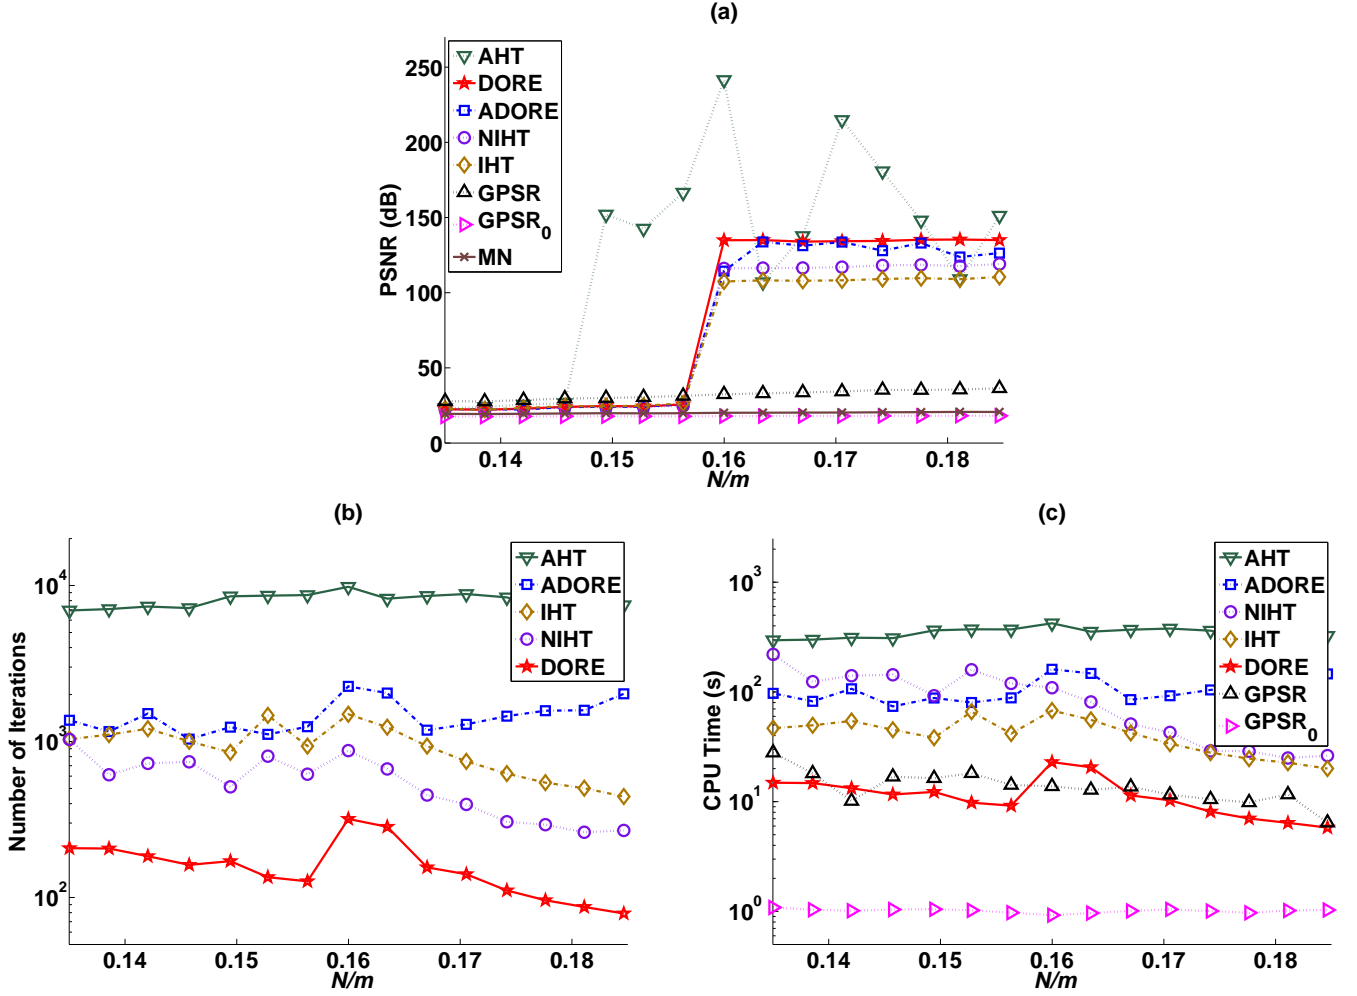 (a)
PSNR (dB)
250
200
150
100
50
0
AHT
DORE
ADORE
NIHT
IHT
GPSR
GPSR0
MN
0.14
0.15
0.16
0.17
0.18
N/m
(b)
Number of Iterations
10^4
10^3
10^2
AHT
ADORE
IHT
NIHT
DORE
0.14
0.15
0.16
0.17
0.18
N/m
(c)
CPU Time (s)
10^3
10^2
10^1
10^0
AHT
ADORE
NIHT
IHT
DORE
GPSR
GPSR0
0.14
0.15
0.16
0.17
0.18
N/m